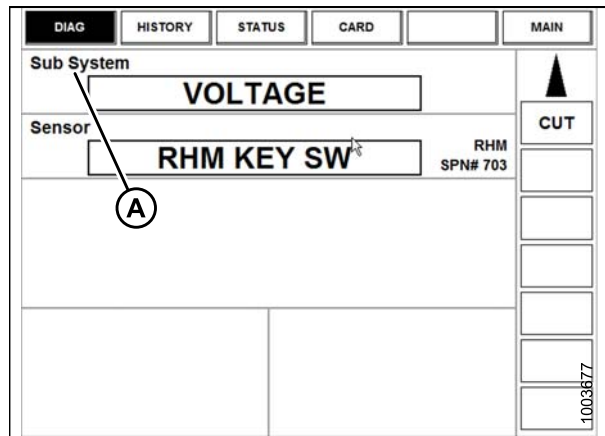 DIAG HISTORY STATUS CARD MAIN
Sub System
VOLTAGE
CUT
Sensor
RHM KEY SW
RHM
SPN# 703
A
1003677